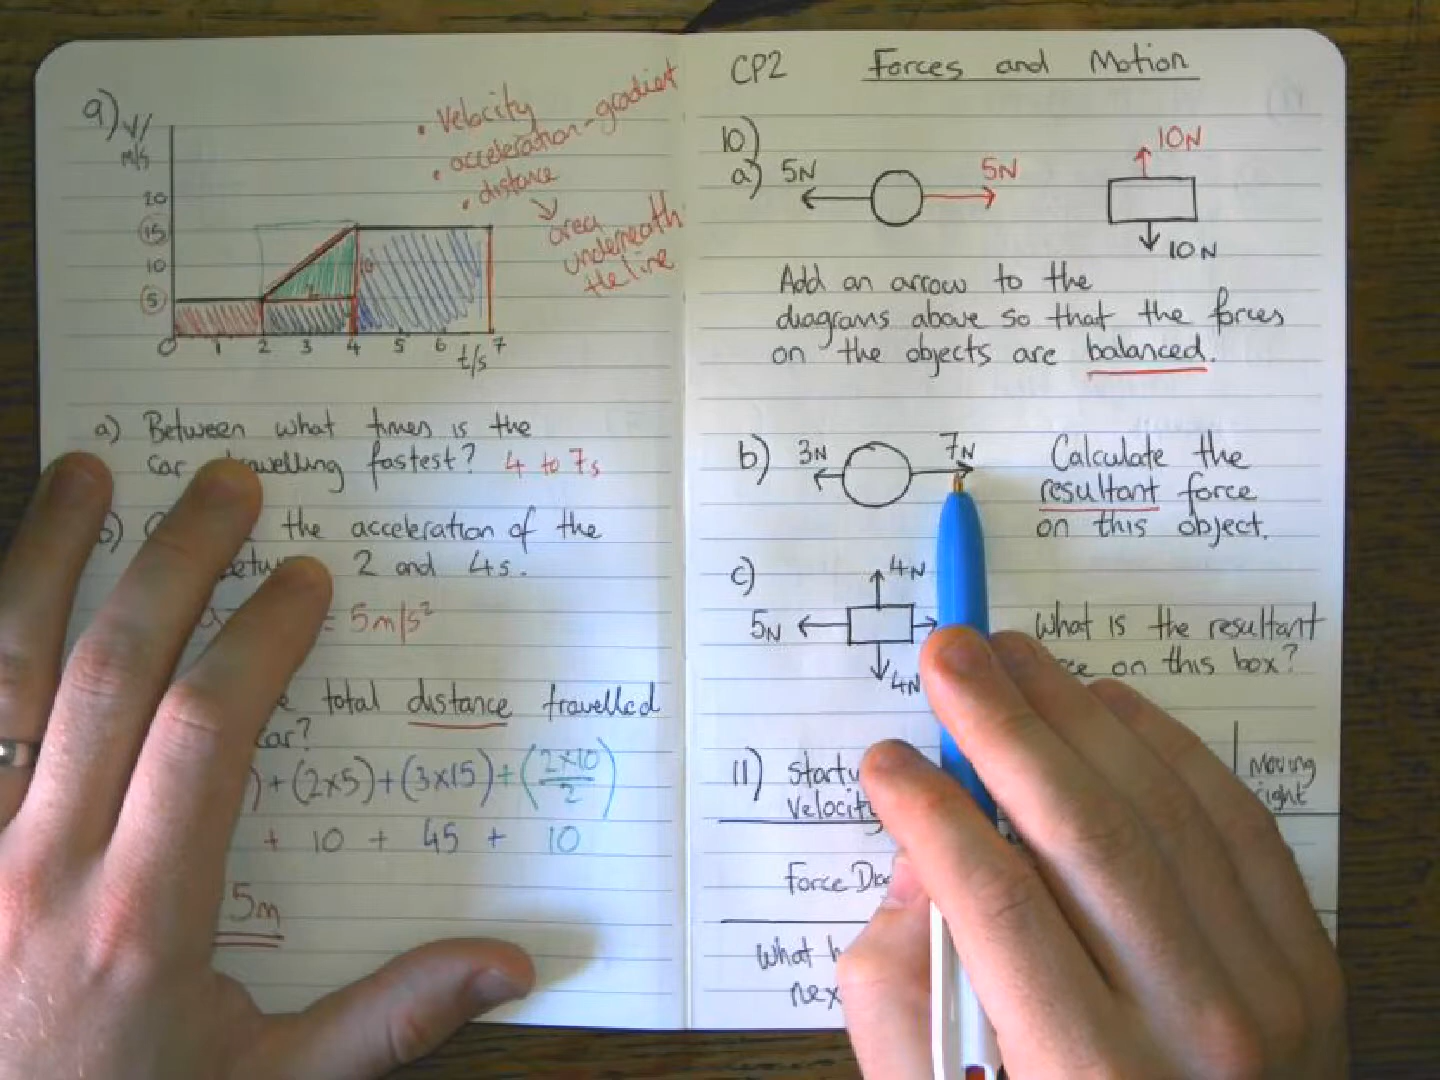 9)
V/
m/s
20
15
10
5
0 1 2 3 4 5 6 7
t/s
10
2
• Velocity
• acceleration - gradient
• distance
area
underneath
the line
a) Between what times is the
car travelling fastest? 4 to 7s
b) the acceleration of the
2 and 4s.
= 5m/s²
total distance travelled
car?
) + (2x5) + (3x15) + (2x10/2)
+ 10 + 45 + 10
5m
CP2 Forces and Motion
10)
a) 5N 5N
10N
10N
Add an arrow to the
diagrams above so that the forces
on the objects are balanced.
b) 3N 7N
Calculate the
resultant force
on this object.
c) 4N
5N
4N
What is the resultant
on this box?
11)
Velocity
Moving
right
Force
What